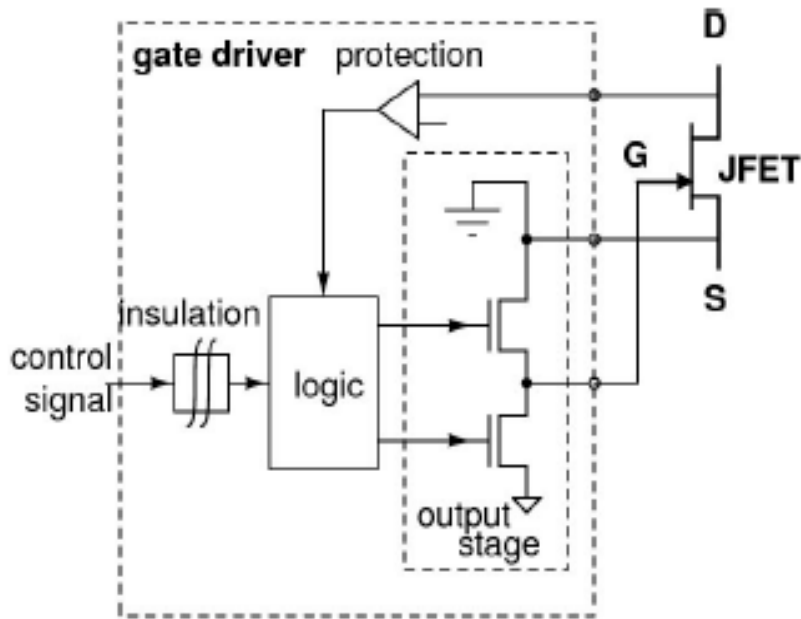 D
gate driver protection
G
JFET
S
insulation
control
signal
logic
output
stage